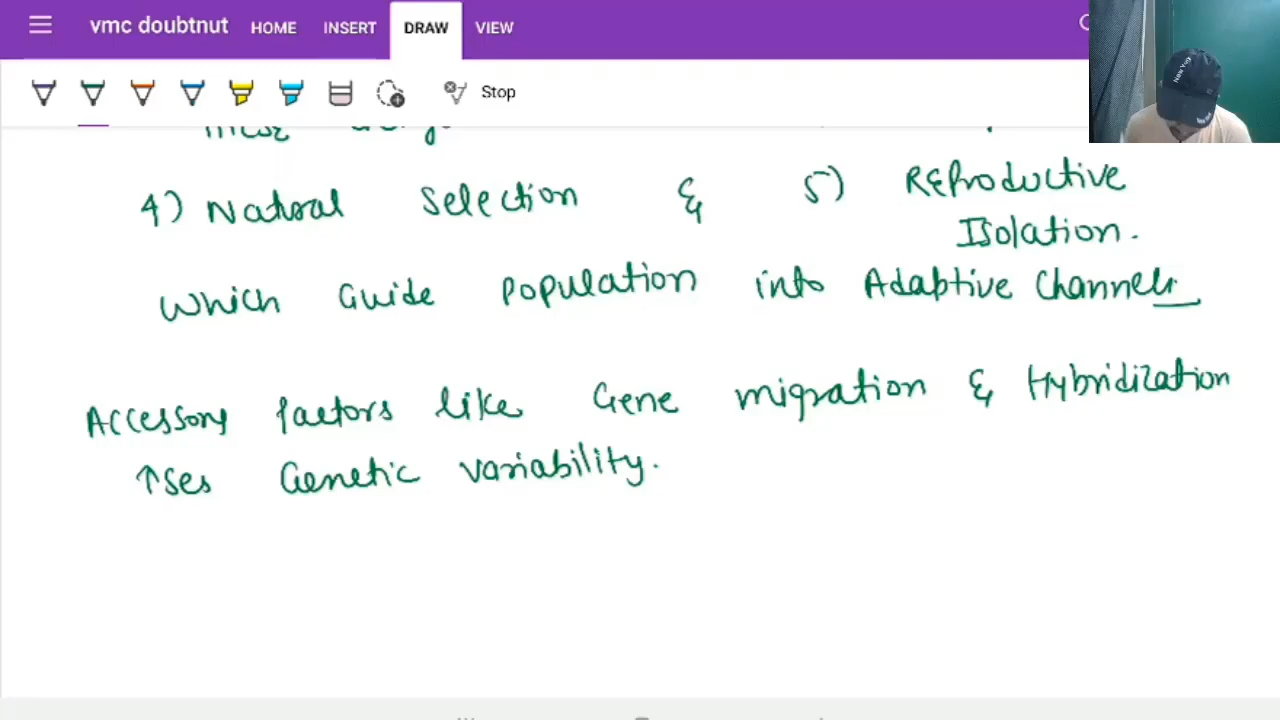 vmc doubtnut HOME INSERT DRAW VIEW
Stop
These
4) Natural Selection & 5) Reproductive
Isolation.
Which Guide Population into Adaptive Channels
Accessory factors like Gene migration & Hybridization
↑ses Genetic variability.